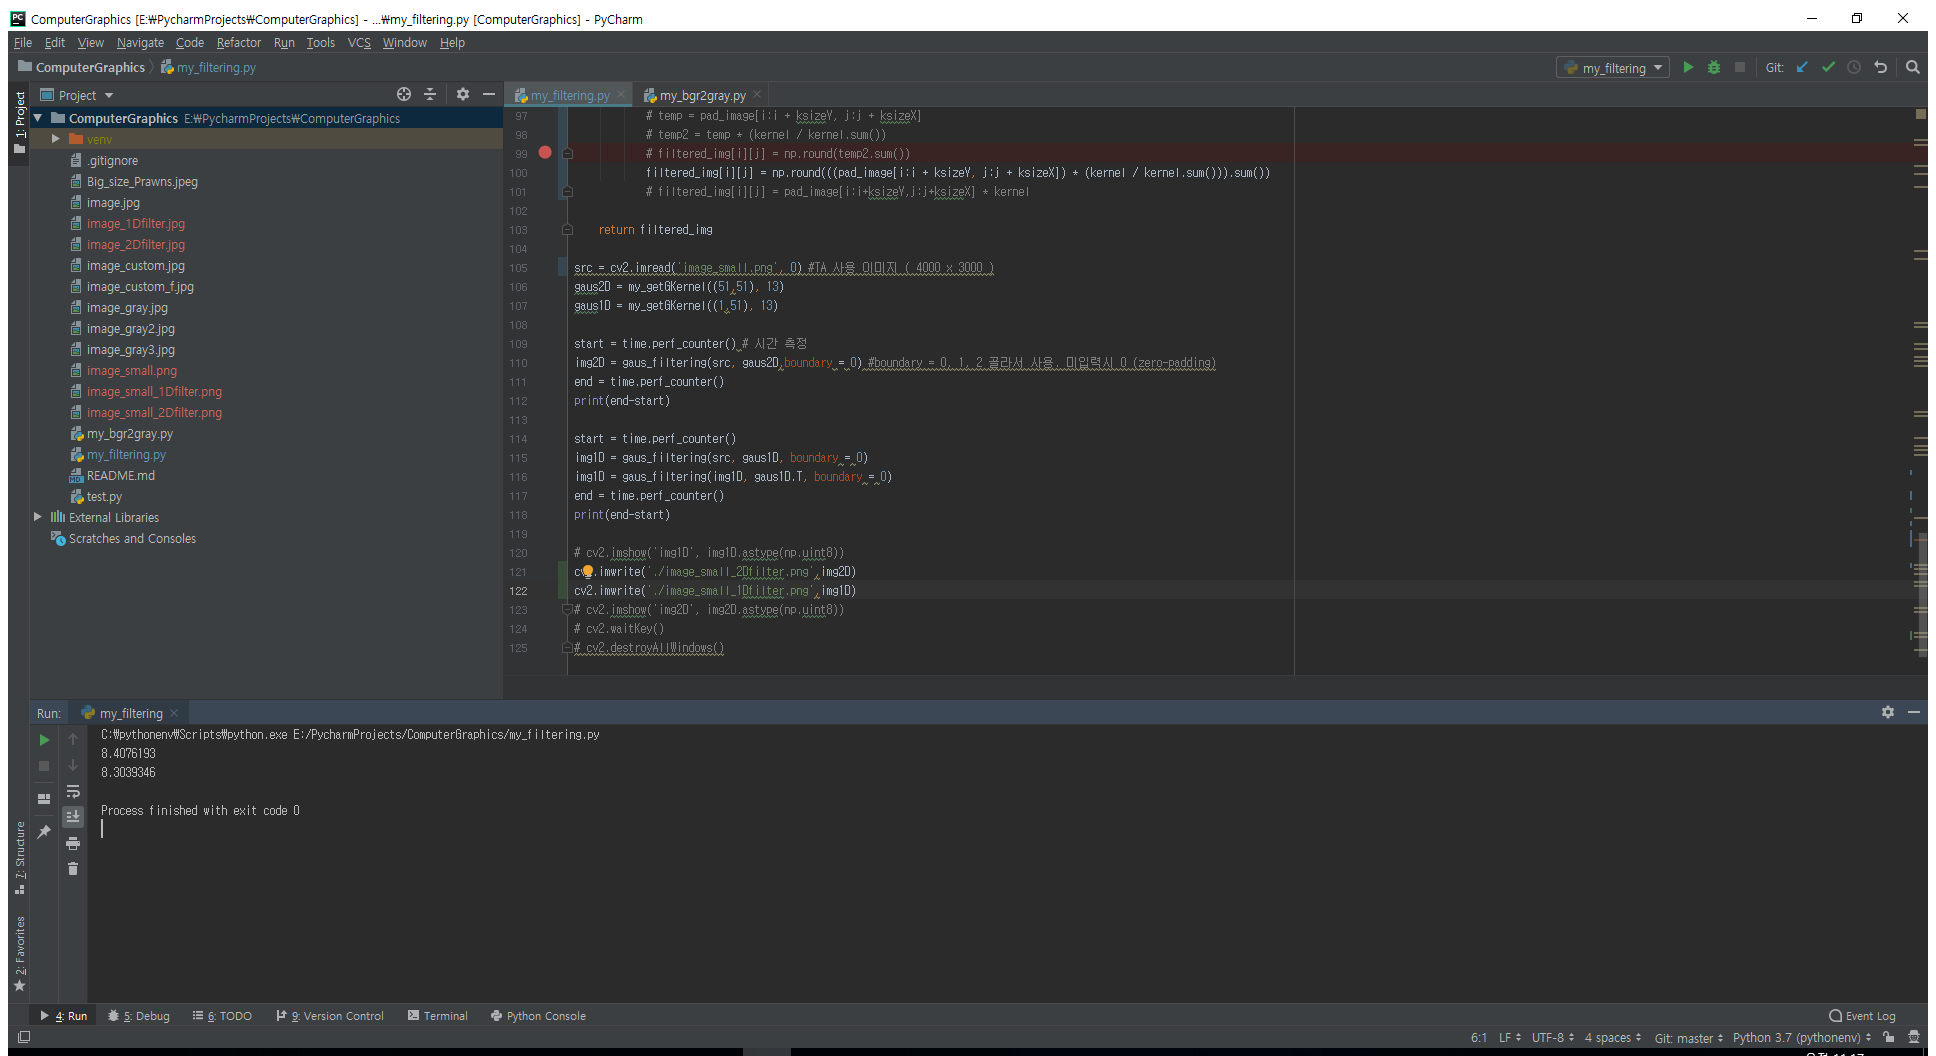 ComputerGraphics [E:₩PycharmProjects₩ComputerGraphics] - ...₩my_filtering.py [ComputerGraphics] - PyCharm
File Edit View Navigate Code Refactor Run Tools VCS Window Help
ComputerGraphics my_filtering.py
my_filtering
Git:
Project
my_filtering.py
my_bgr2gray.py
1: Project
ComputerGraphics E:₩PycharmProjects₩ComputerGraphics
venv
.gitignore
Big_size_Prawns.jpeg
image.jpg
image_1Dfilter.jpg
image_2Dfilter.jpg
image_custom.jpg
image_custom_f.jpg
image_gray.jpg
image_gray2.jpg
image_gray3.jpg
image_small.png
image_small_1Dfilter.png
image_small_2Dfilter.png
my_bgr2gray.py
my_filtering.py
README.md
test.py
External Libraries
Scratches and Consoles
97 # temp = pad_image[i:i + ksizeY, j:j + ksizeX]
98 # temp2 = temp * (kernel / kernel.sum())
99 # filtered_img[i][j] = np.round(temp2.sum())
100 filtered_img[i][j] = np.round(((pad_image[i:i + ksizeY, j:j + ksizeX]) * (kernel / kernel.sum())).sum())
101 # filtered_img[i][j] = pad_image[i:i+ksizeY,j:j+ksizeX] * kernel
102
103 return filtered_img
104
105 src = cv2.imread('image_small.png', 0) #TA 사용 이미지 ( 4000 x 3000 )
106 gaus2D = my_getGKernel((51,51), 13)
107 gaus1D = my_getGKernel((1,51), 13)
108
109 start = time.perf_counter() # 시간 측정
110 img2D = gaus_filtering(src, gaus2D,boundary = 0) #boundary = 0, 1, 2 골라서 사용. 미입력시 0 (zero-padding)
111 end = time.perf_counter()
112 print(end-start)
113
114 start = time.perf_counter()
115 img1D = gaus_filtering(src, gaus1D, boundary = 0)
116 img1D = gaus_filtering(img1D, gaus1D.T, boundary = 0)
117 end = time.perf_counter()
118 print(end-start)
119
120 # cv2.imshow('img1D', img1D.astype(np.uint8))
121 cv2.imwrite('./image_small_2Dfilter.png',img2D)
122 cv2.imwrite('./image_small_1Dfilter.png',img1D)
123 # cv2.imshow('img2D', img2D.astype(np.uint8))
124 # cv2.waitKey()
125 # cv2.destroyAllWindows()
Run: my_filtering
C:₩pythonenv₩Scripts₩python.exe E:/PycharmProjects/ComputerGraphics/my_filtering.py
8.4076193
8.3039346
Process finished with exit code 0
7: Structure
2: Favorites
4: Run 5: Debug 6: TODO 9: Version Control Terminal Python Console
Event Log
6:1 LF UTF-8 4 spaces Git: master Python 3.7 (pythonenv)